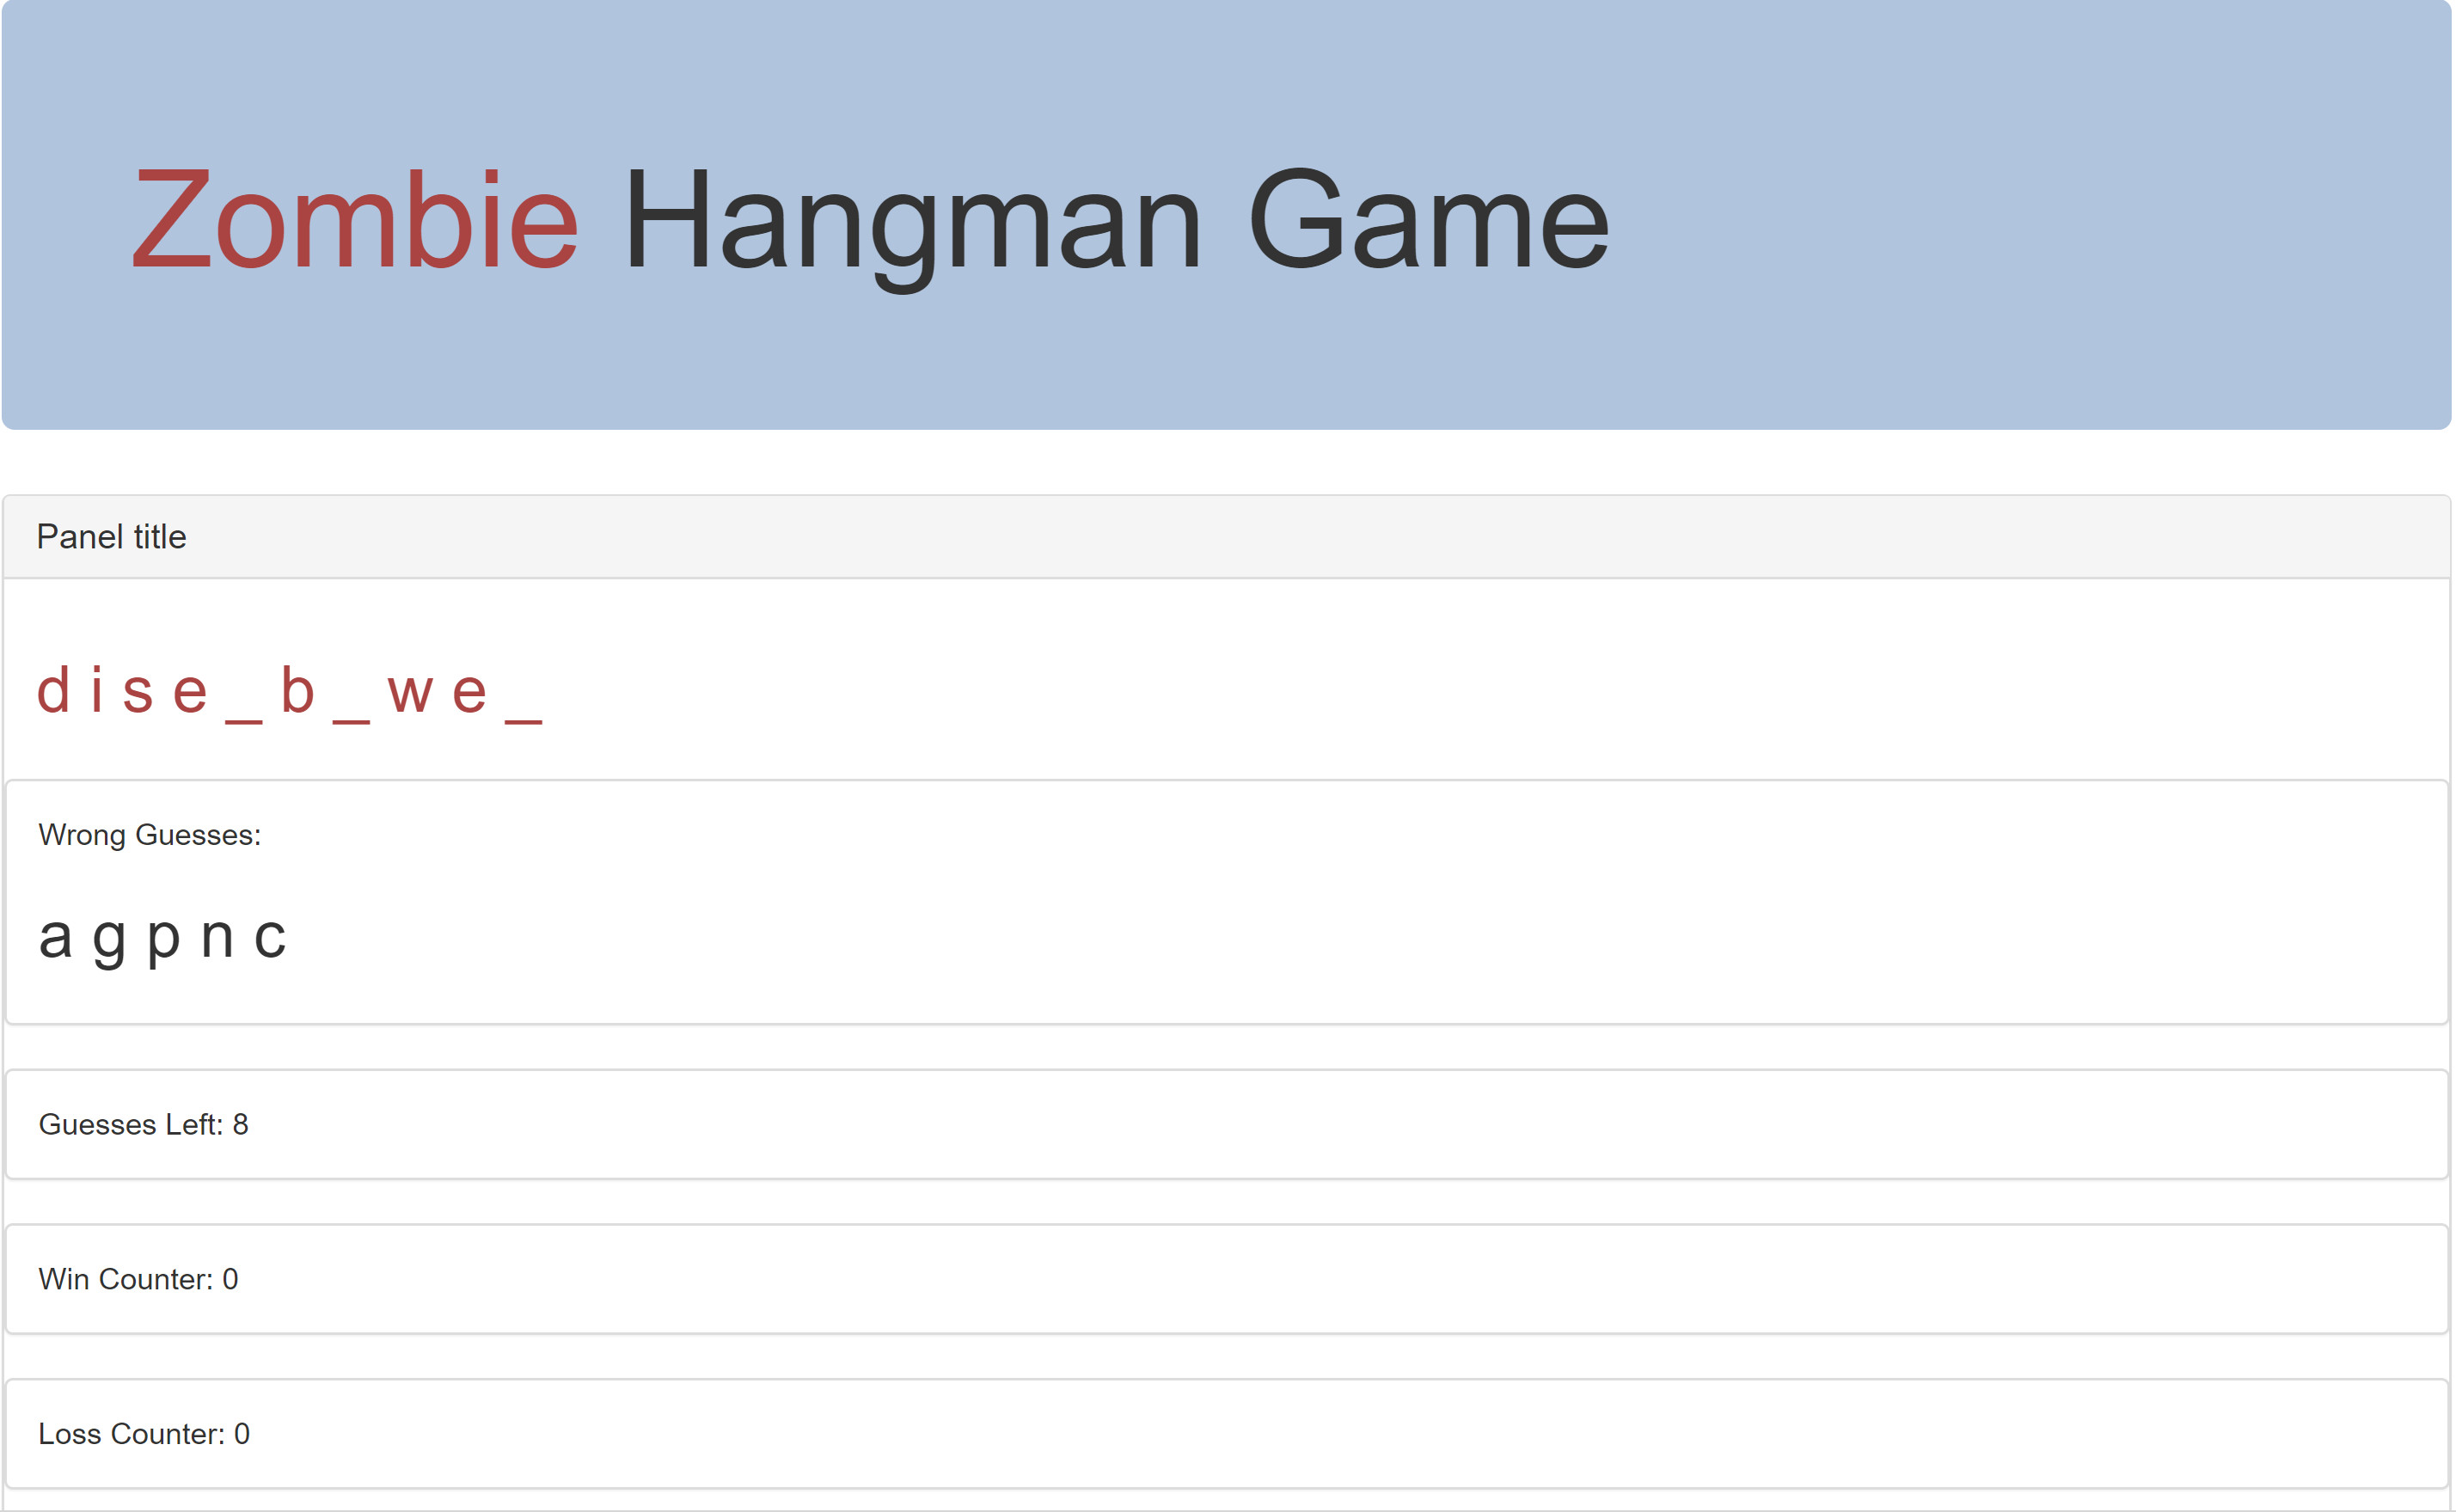 Zombie Hangman Game
Panel title
d i s e _ b _ w e _
Wrong Guesses:
a g p n c
Guesses Left: 8
Win Counter: 0
Loss Counter: 0